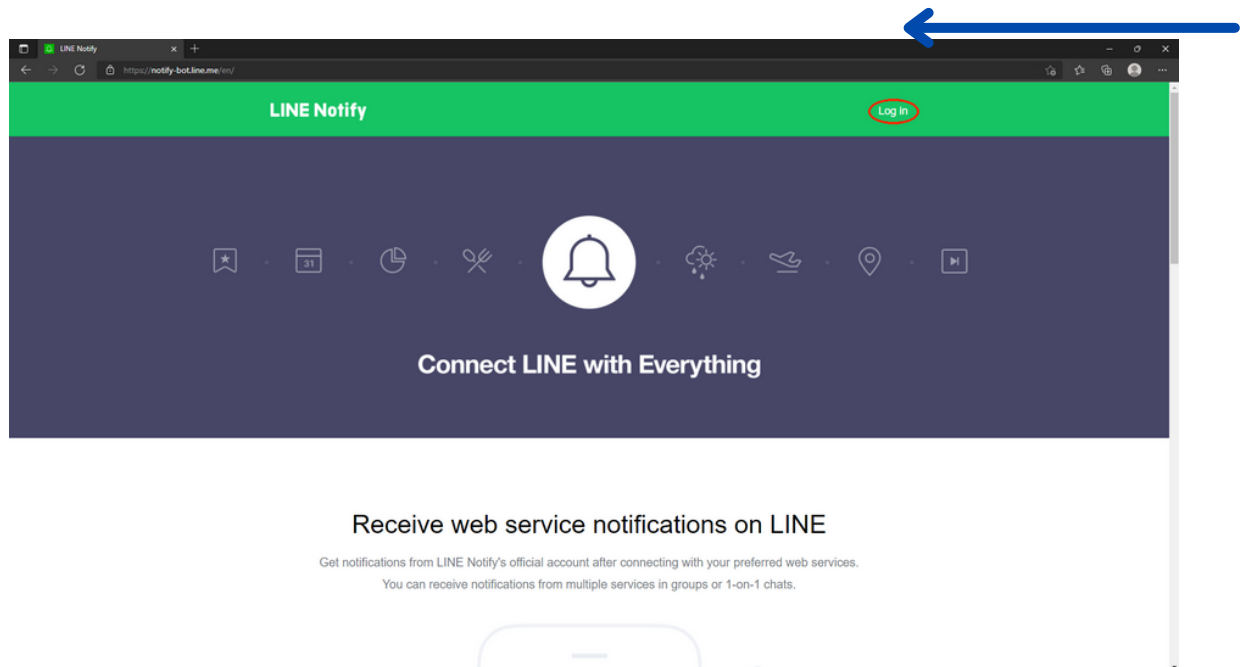 LINE Notify
https://notify-bot.line.me/en/
LINE Notify
Log in
31
Connect LINE with Everything
Receive web service notifications on LINE
Get notifications from LINE Notify's official account after connecting with your preferred web services.
You can receive notifications from multiple services in groups or 1-on-1 chats.